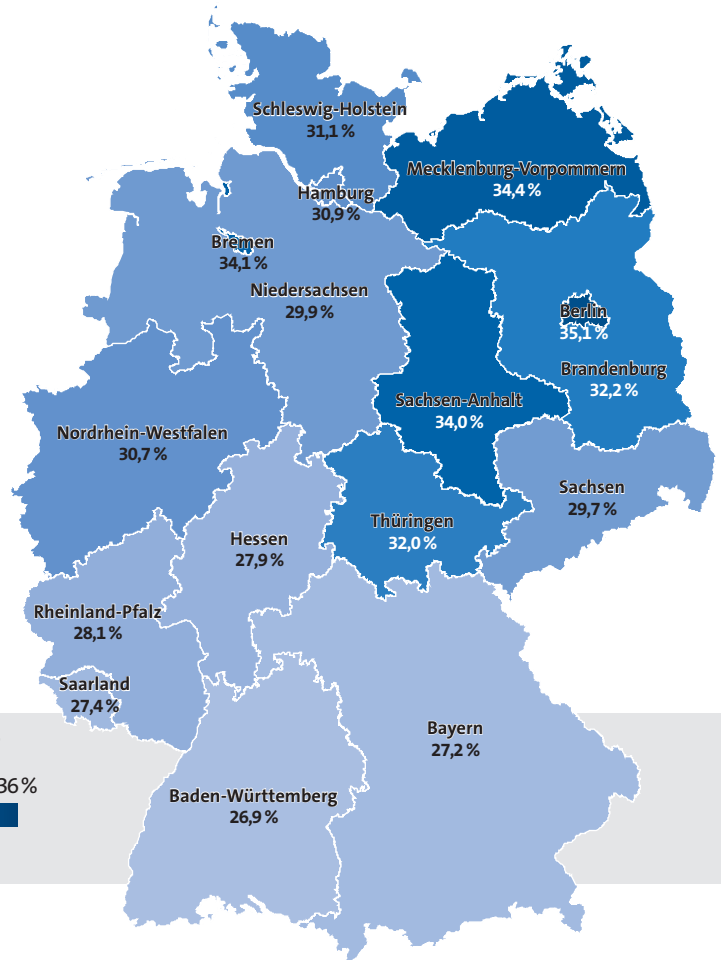 Schleswig-Holstein
31,1 %
Mecklenburg-Vorpommern
34,4 %
Hamburg
30,9 %
Bremen
34,1 %
Niedersachsen
29,9 %
Berlin
35,1 %
Brandenburg
32,2 %
Sachsen-Anhalt
34,0 %
Nordrhein-Westfalen
30,7 %
Sachsen
29,7 %
Thüringen
32,0 %
Hessen
27,9 %
Rheinland-Pfalz
28,1 %
Saarland
27,4 %
Bayern
27,2 %
36 %
Baden-Württemberg
26,9 %